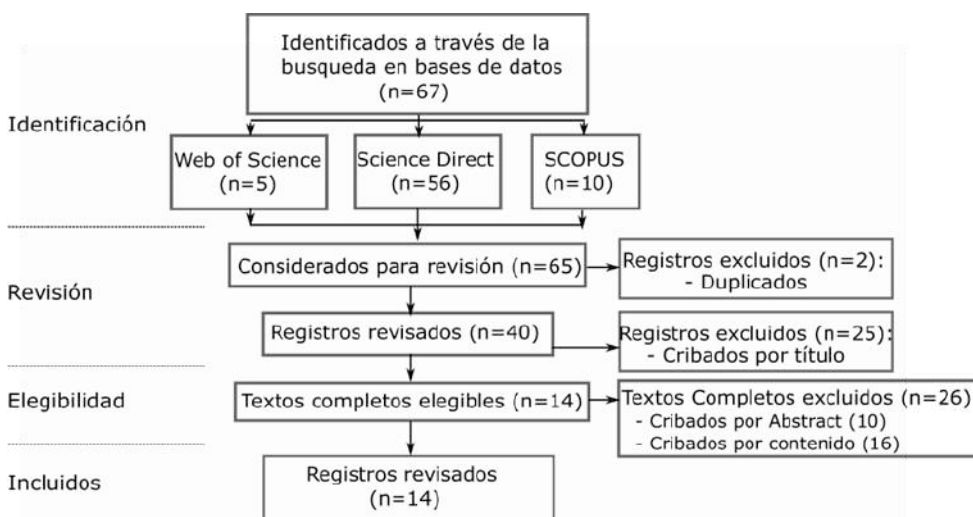 Identificados a través de la
busqueda en bases de datos
(n=67)
Identificación
Web of Science
(n=5)
Science Direct
(n=56)
SCOPUS
(n=10)
Considerados para revisión (n=65)
Registros excluidos (n=2):
- Duplicados
Revisión
Registros revisados (n=40)
Registros excluidos (n=25):
- Cribados por título
Elegibilidad
Textos completos elegibles (n=14)
Textos Completos excluidos (n=26)
- Cribados por Abstract (10)
- Cribados por contenido (16)
Incluidos
Registros revisados
(n=14)